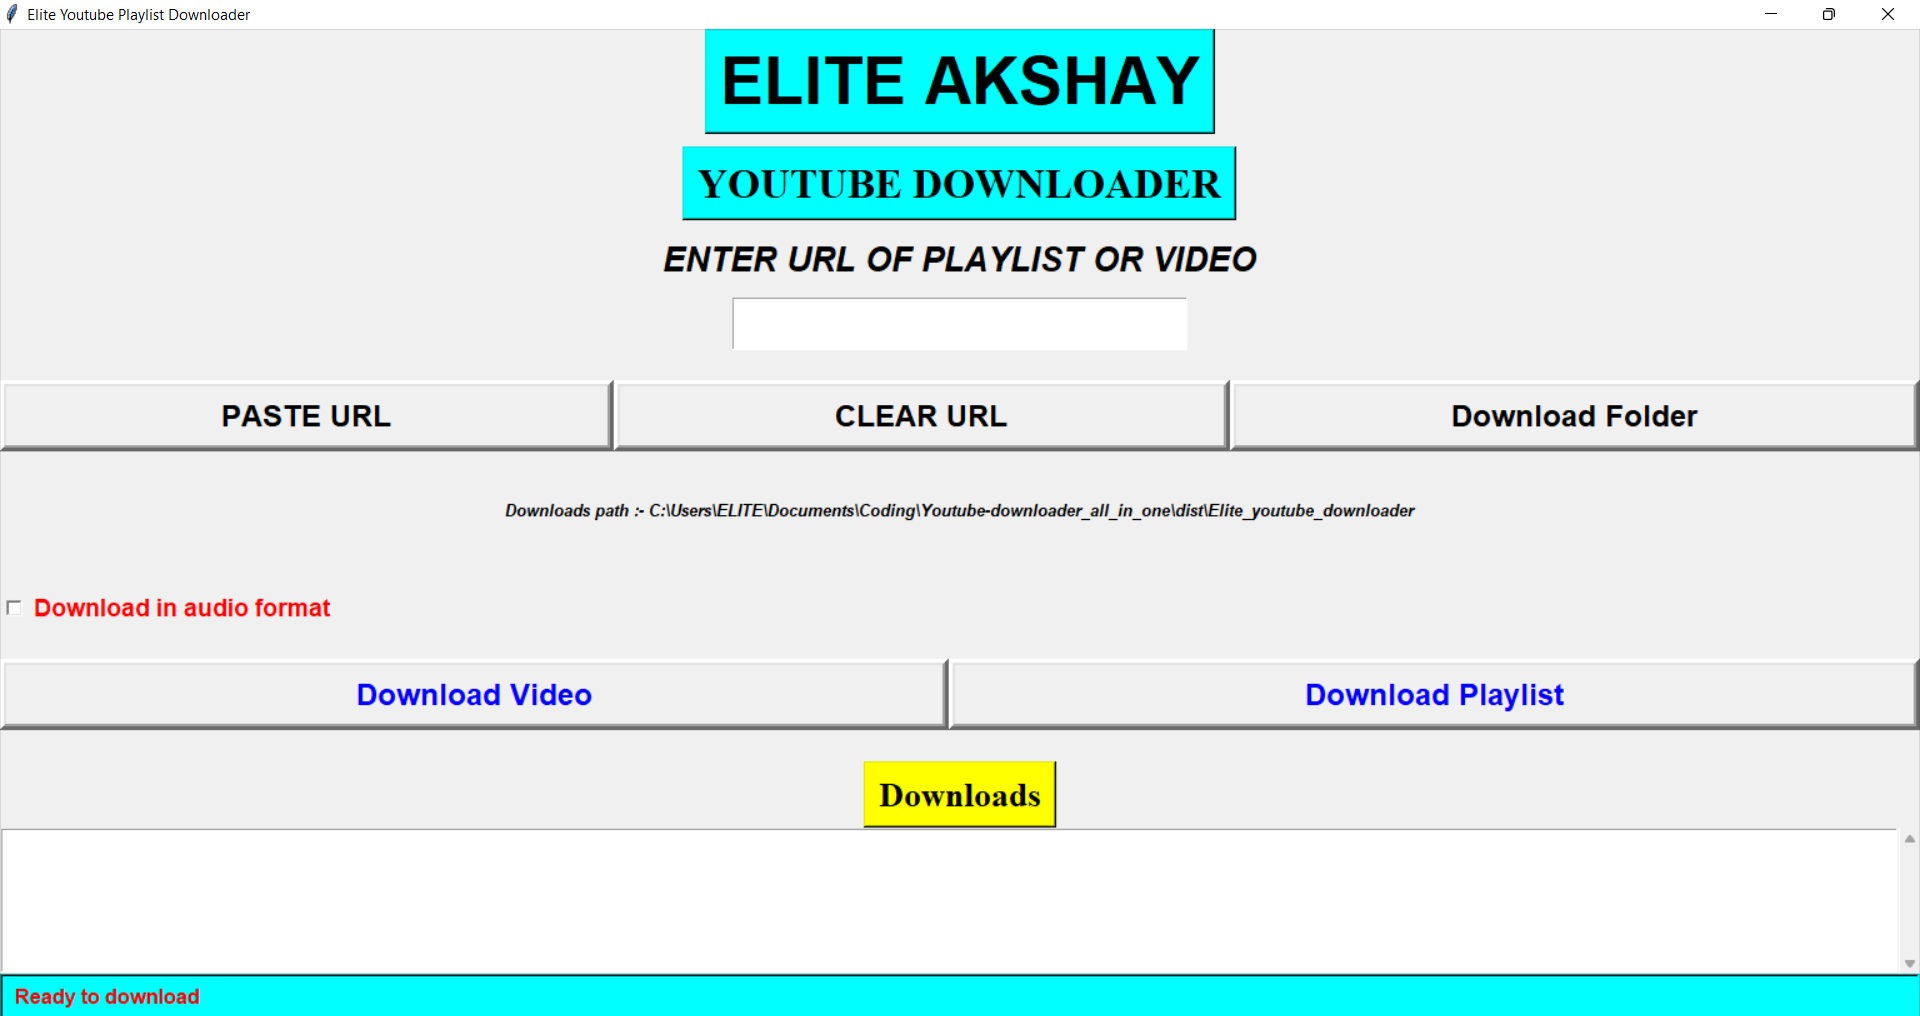 Elite Youtube Playlist Downloader
ELITE AKSHAY
YOUTUBE DOWNLOADER
ENTER URL OF PLAYLIST OR VIDEO
PASTE URL CLEAR URL Download Folder
Downloads path :- C:\Users\ELITE\Documents\Coding\Youtube-downloader_all_in_one\dist\Elite_youtube_downloader
Download in audio format
Download Video Download Playlist
Downloads
Ready to download